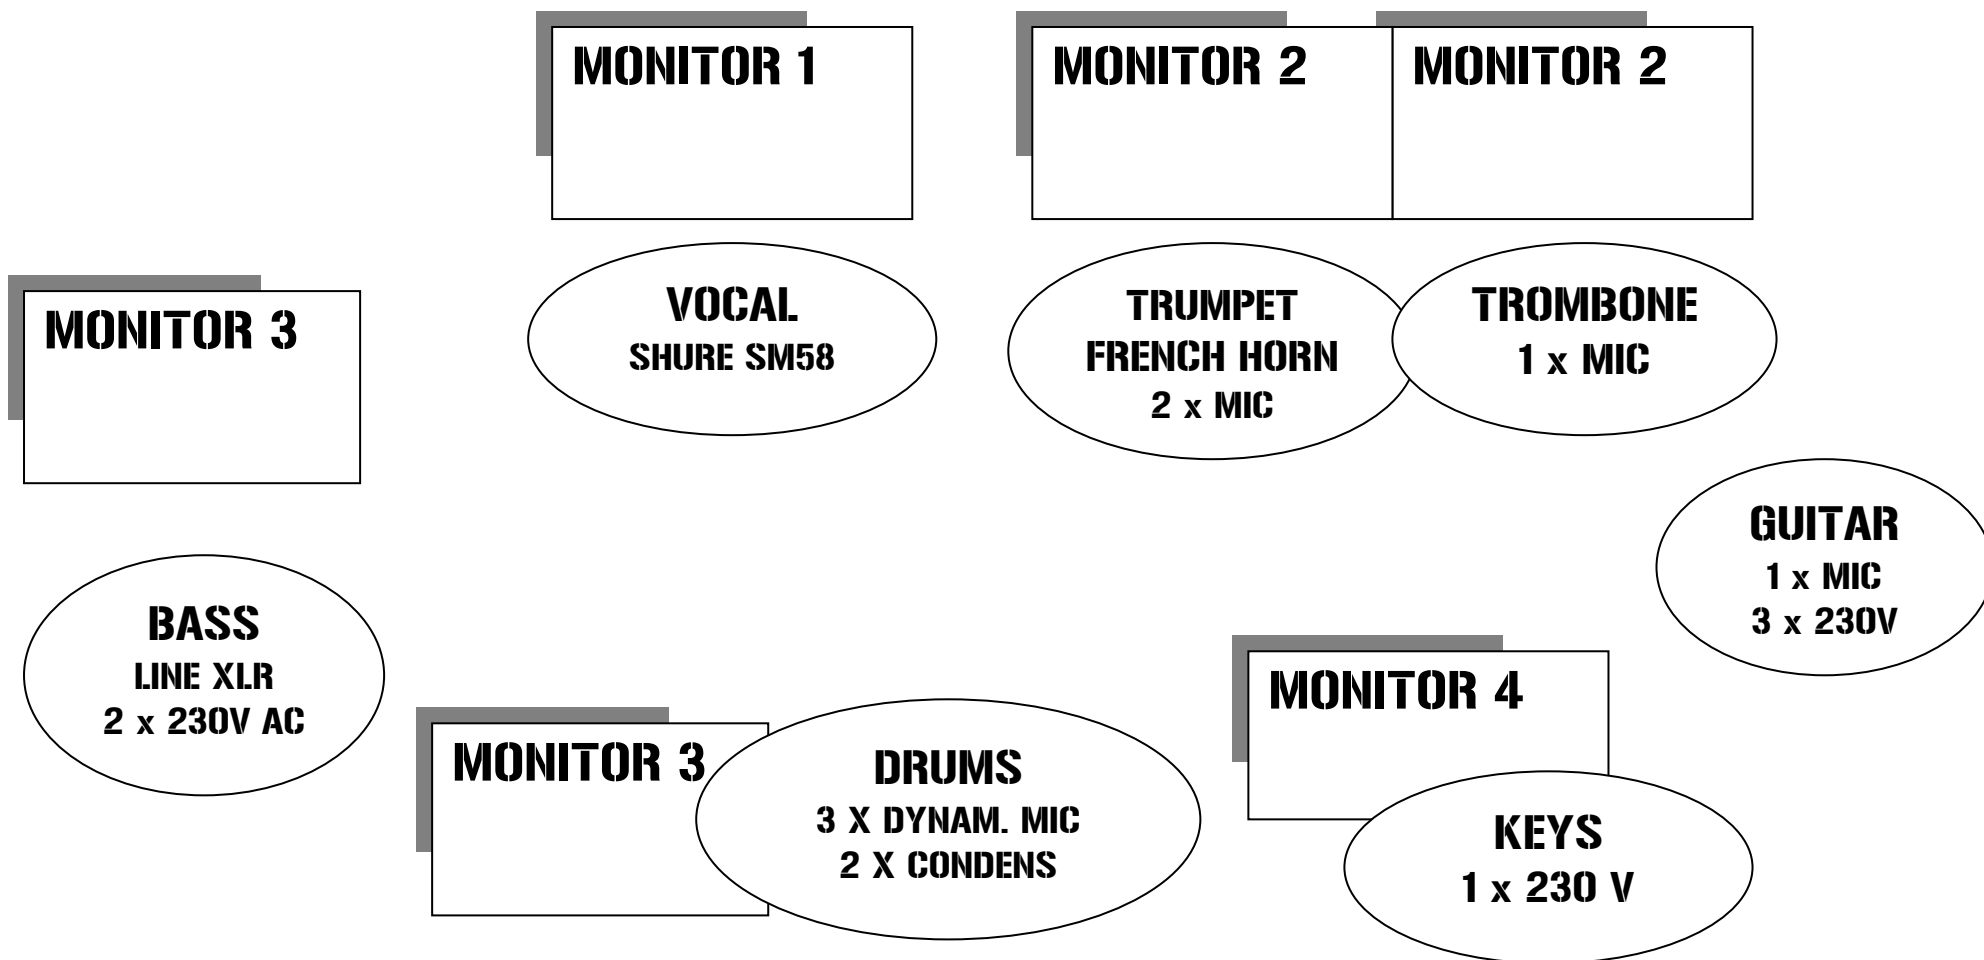 MONITOR 1
MONITOR 2
MONITOR 2
VOCAL
SHURE SM58
TRUMPET
FRENCH HORN
2 x MIC
TROMBONE
1 x MIC
MONITOR 3
GUITAR
1 x MIC
3 x 230V
BASS
LINE XLR
2 x 230V AC
MONITOR 3
DRUMS
3 X DYNAM. MIC
2 X CONDENS
MONITOR 4
KEYS
1 x 230 V